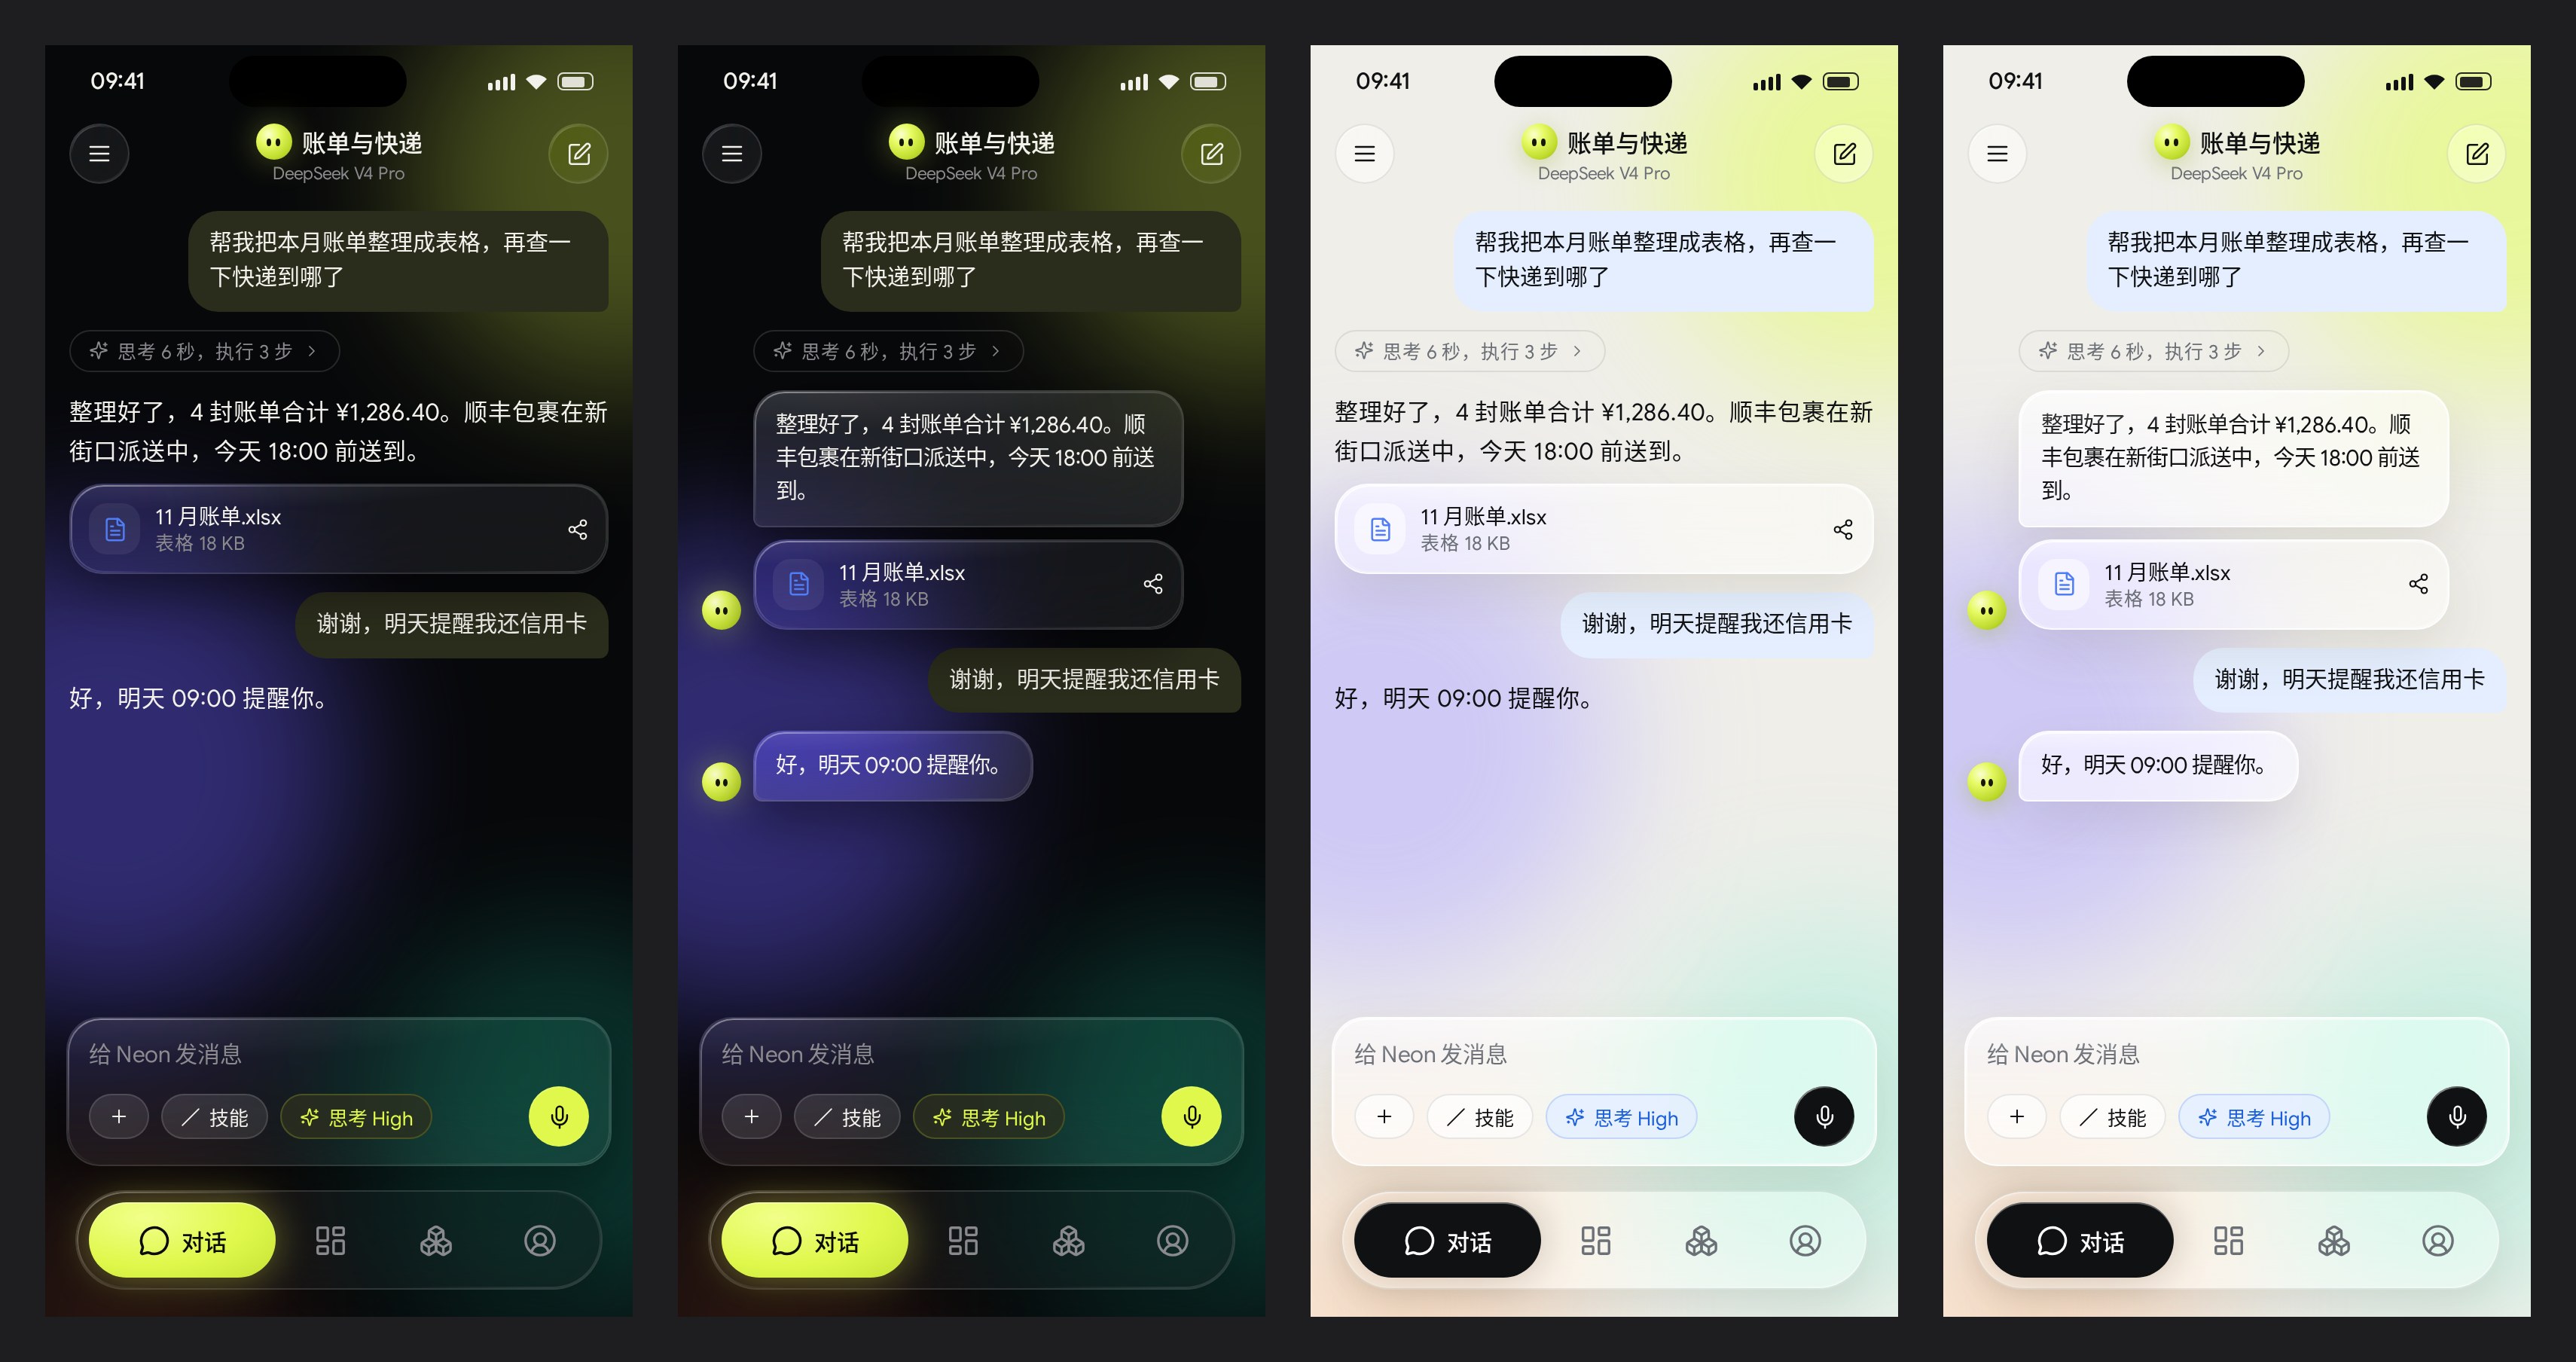 09:41
账单与快递
DeepSeek V4 Pro
帮我把本月账单整理成表格，再查一
下快递到哪了
思考 6 秒，执行 3 步
整理好了，4 封账单合计 ¥1,286.40。顺丰包裹在新
街口派送中，今天 18:00 前送到。
11 月账单.xlsx
表格 18 KB
谢谢，明天提醒我还信用卡
好，明天 09:00 提醒你。
给 Neon 发消息
技能
思考 High
对话
09:41
账单与快递
DeepSeek V4 Pro
帮我把本月账单整理成表格，再查一
下快递到哪了
思考 6 秒，执行 3 步
整理好了，4 封账单合计 ¥1,286.40。顺
丰包裹在新街口派送中，今天 18:00 前送
到。
11 月账单.xlsx
表格 18 KB
谢谢，明天提醒我还信用卡
好，明天 09:00 提醒你。
给 Neon 发消息
技能
思考 High
对话
09:41
账单与快递
DeepSeek V4 Pro
帮我把本月账单整理成表格，再查一
下快递到哪了
思考 6 秒，执行 3 步
整理好了，4 封账单合计 ¥1,286.40。顺丰包裹在新
街口派送中，今天 18:00 前送到。
11 月账单.xlsx
表格 18 KB
谢谢，明天提醒我还信用卡
好，明天 09:00 提醒你。
给 Neon 发消息
技能
思考 High
对话
09:41
账单与快递
DeepSeek V4 Pro
帮我把本月账单整理成表格，再查一
下快递到哪了
思考 6 秒，执行 3 步
整理好了，4 封账单合计 ¥1,286.40。顺
丰包裹在新街口派送中，今天 18:00 前送
到。
11 月账单.xlsx
表格 18 KB
谢谢，明天提醒我还信用卡
好，明天 09:00 提醒你。
给 Neon 发消息
技能
思考 High
对话